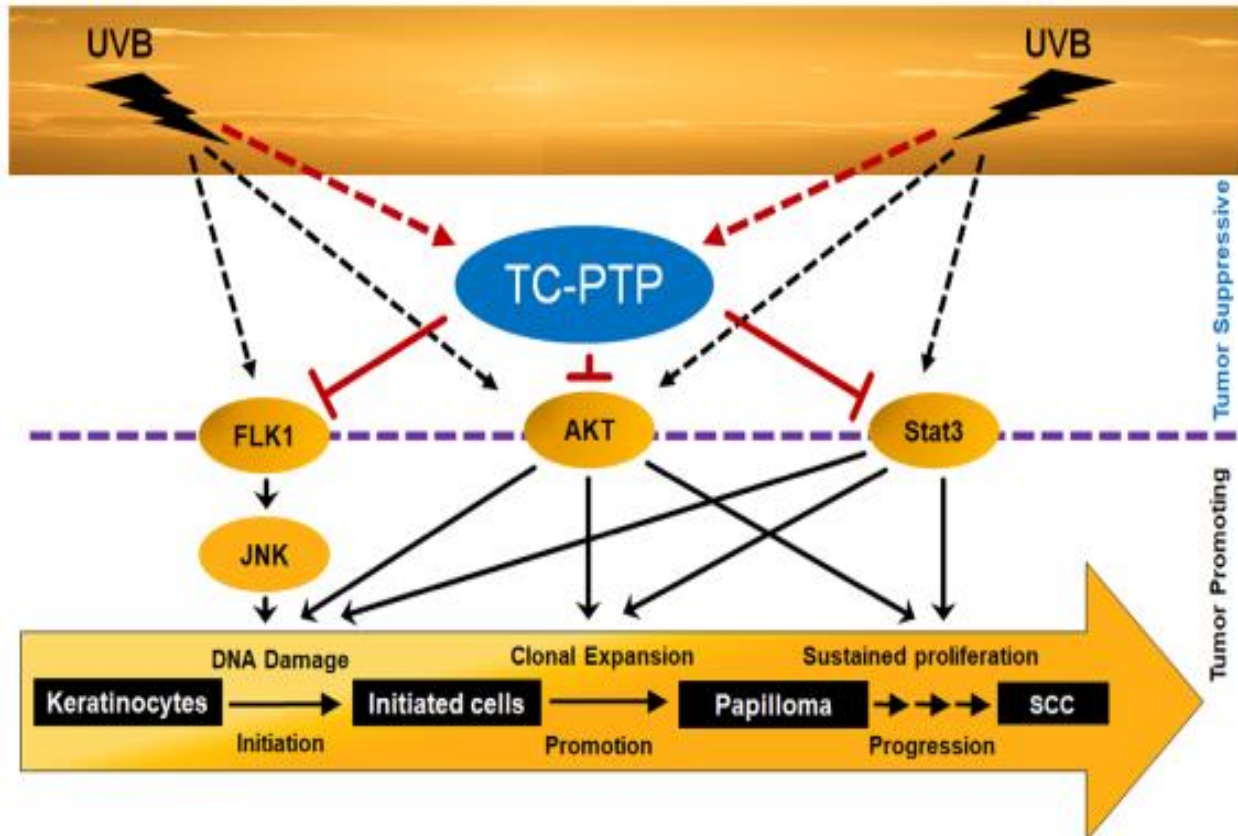 UVB
UVB
TC-PTP
Tumor Suppressive
FLK1
AKT
Stat3
JNK
Tumor Promoting
DNA Damage
Clonal Expansion
Sustained proliferation
Keratinocytes
Initiated cells
Papilloma
SCC
Initiation
Promotion
Progression